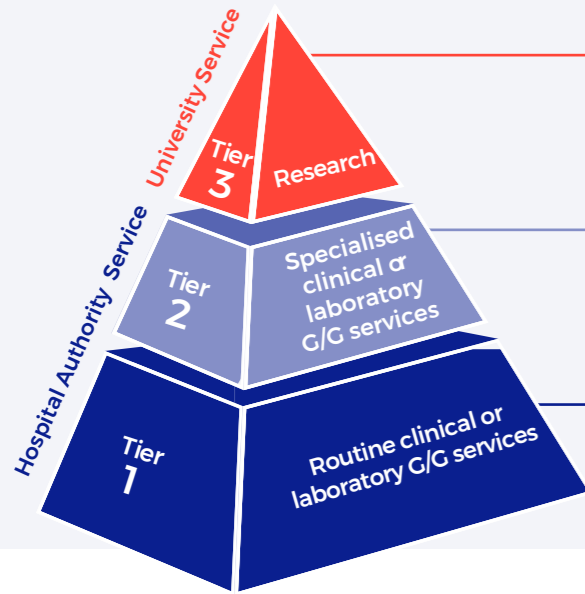 University Service
Tier
3
Research
Hospital Authority Service
Tier
2
Specialised
clinical or
laboratory
G/G services
Tier
1
Routine clinical or
laboratory G/G services